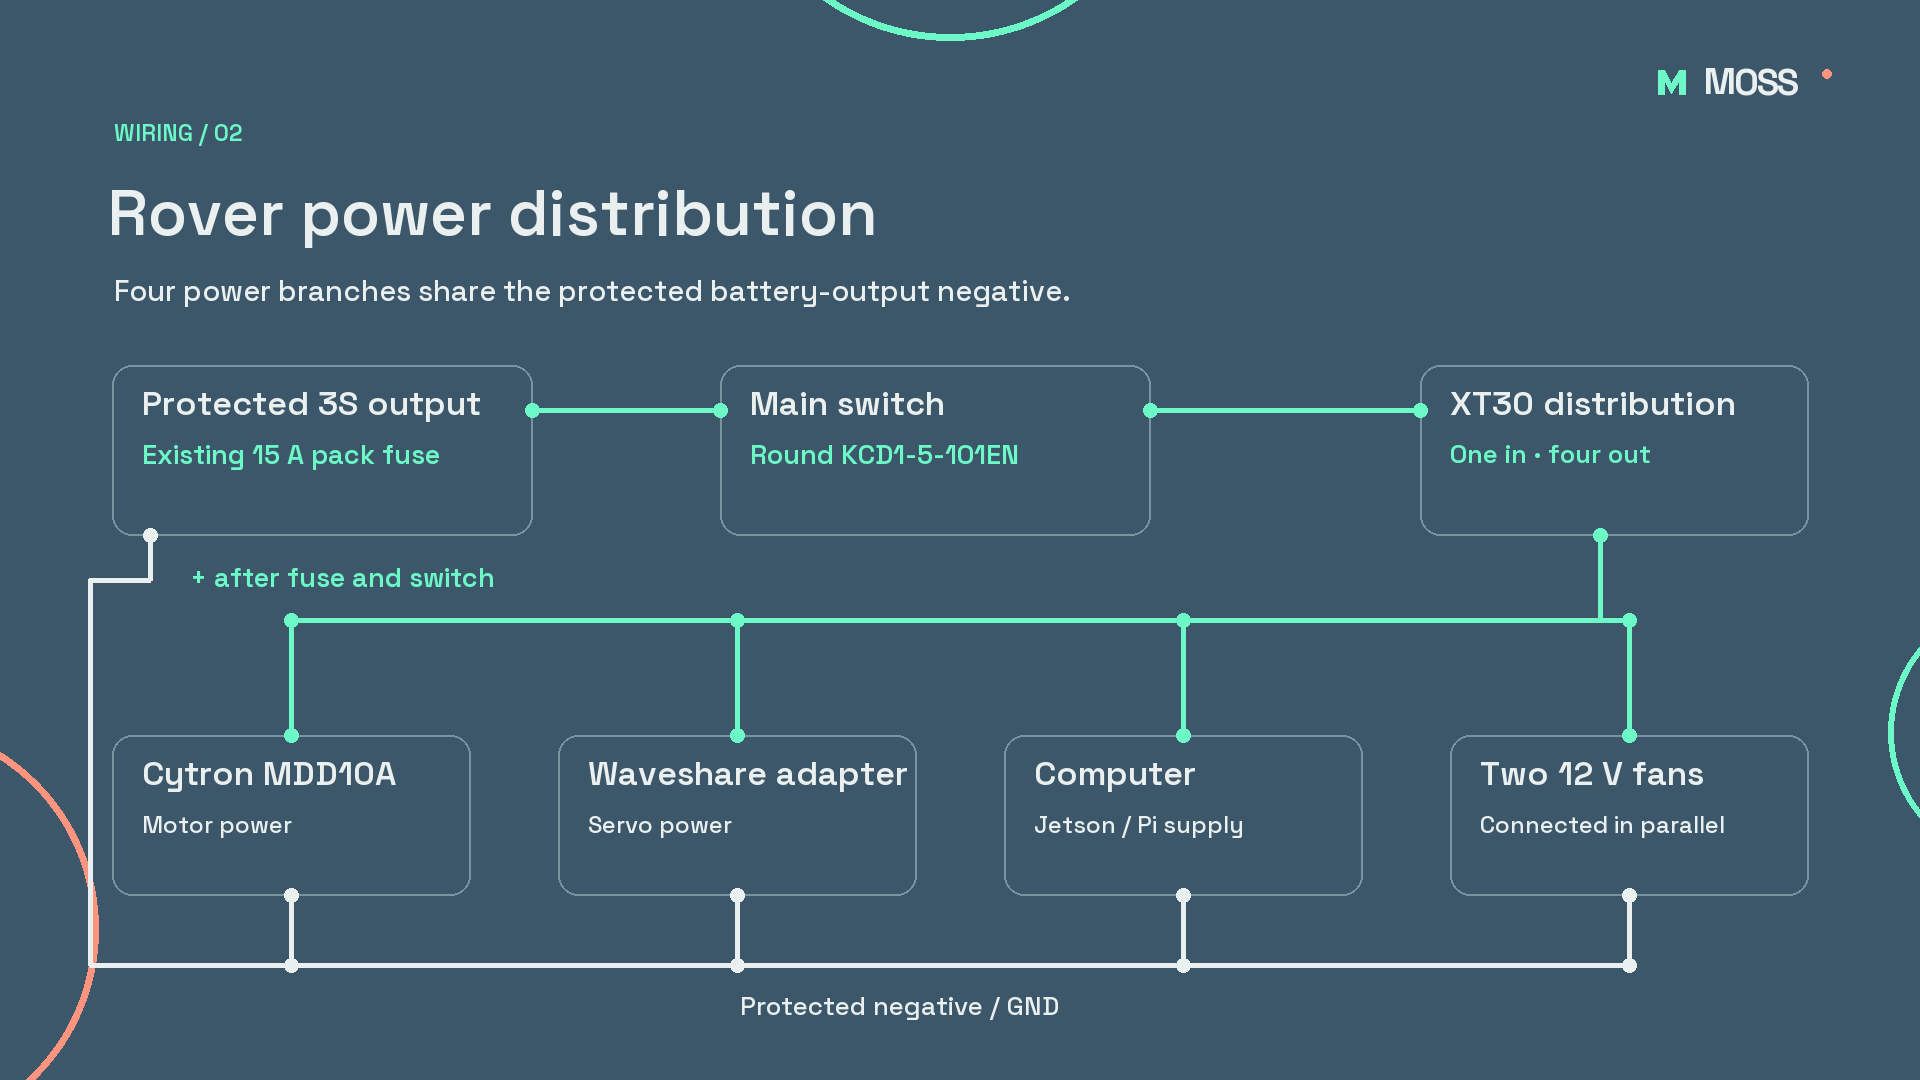 M MOSS
WIRING / 02
Rover power distribution
Four power branches share the protected battery-output negative.
Protected 3S output
Existing 15 A pack fuse
Main switch
Round KCD1-5-101EN
XT30 distribution
One in · four out
+ after fuse and switch
Cytron MDD10A
Motor power
Waveshare adapter
Servo power
Computer
Jetson / Pi supply
Two 12 V fans
Connected in parallel
Protected negative / GND